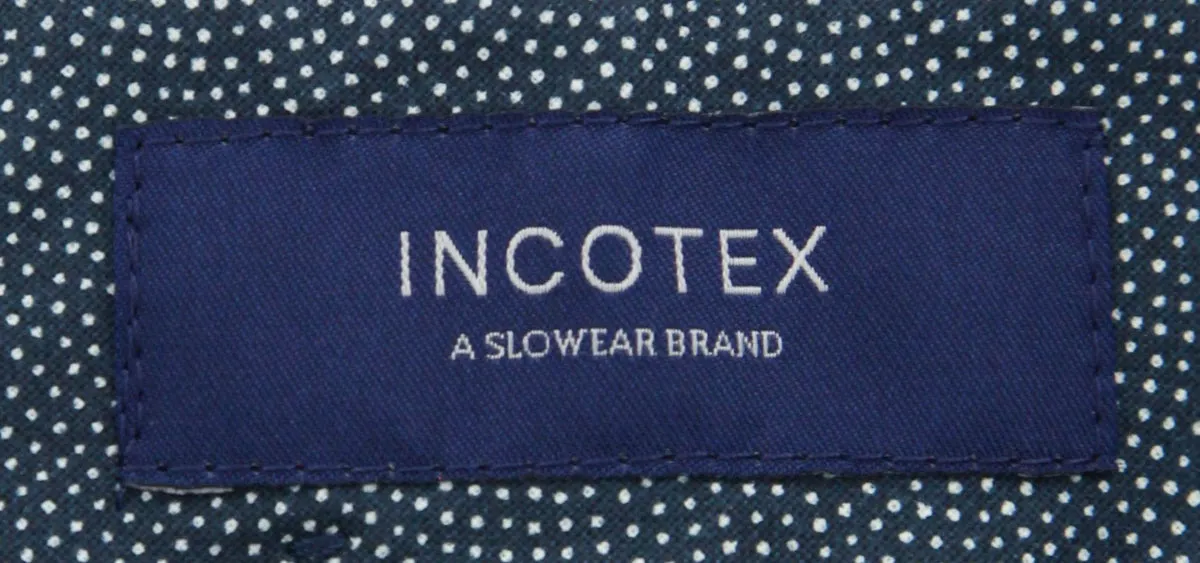 INCOTEX
A SLOWEAR BRAND